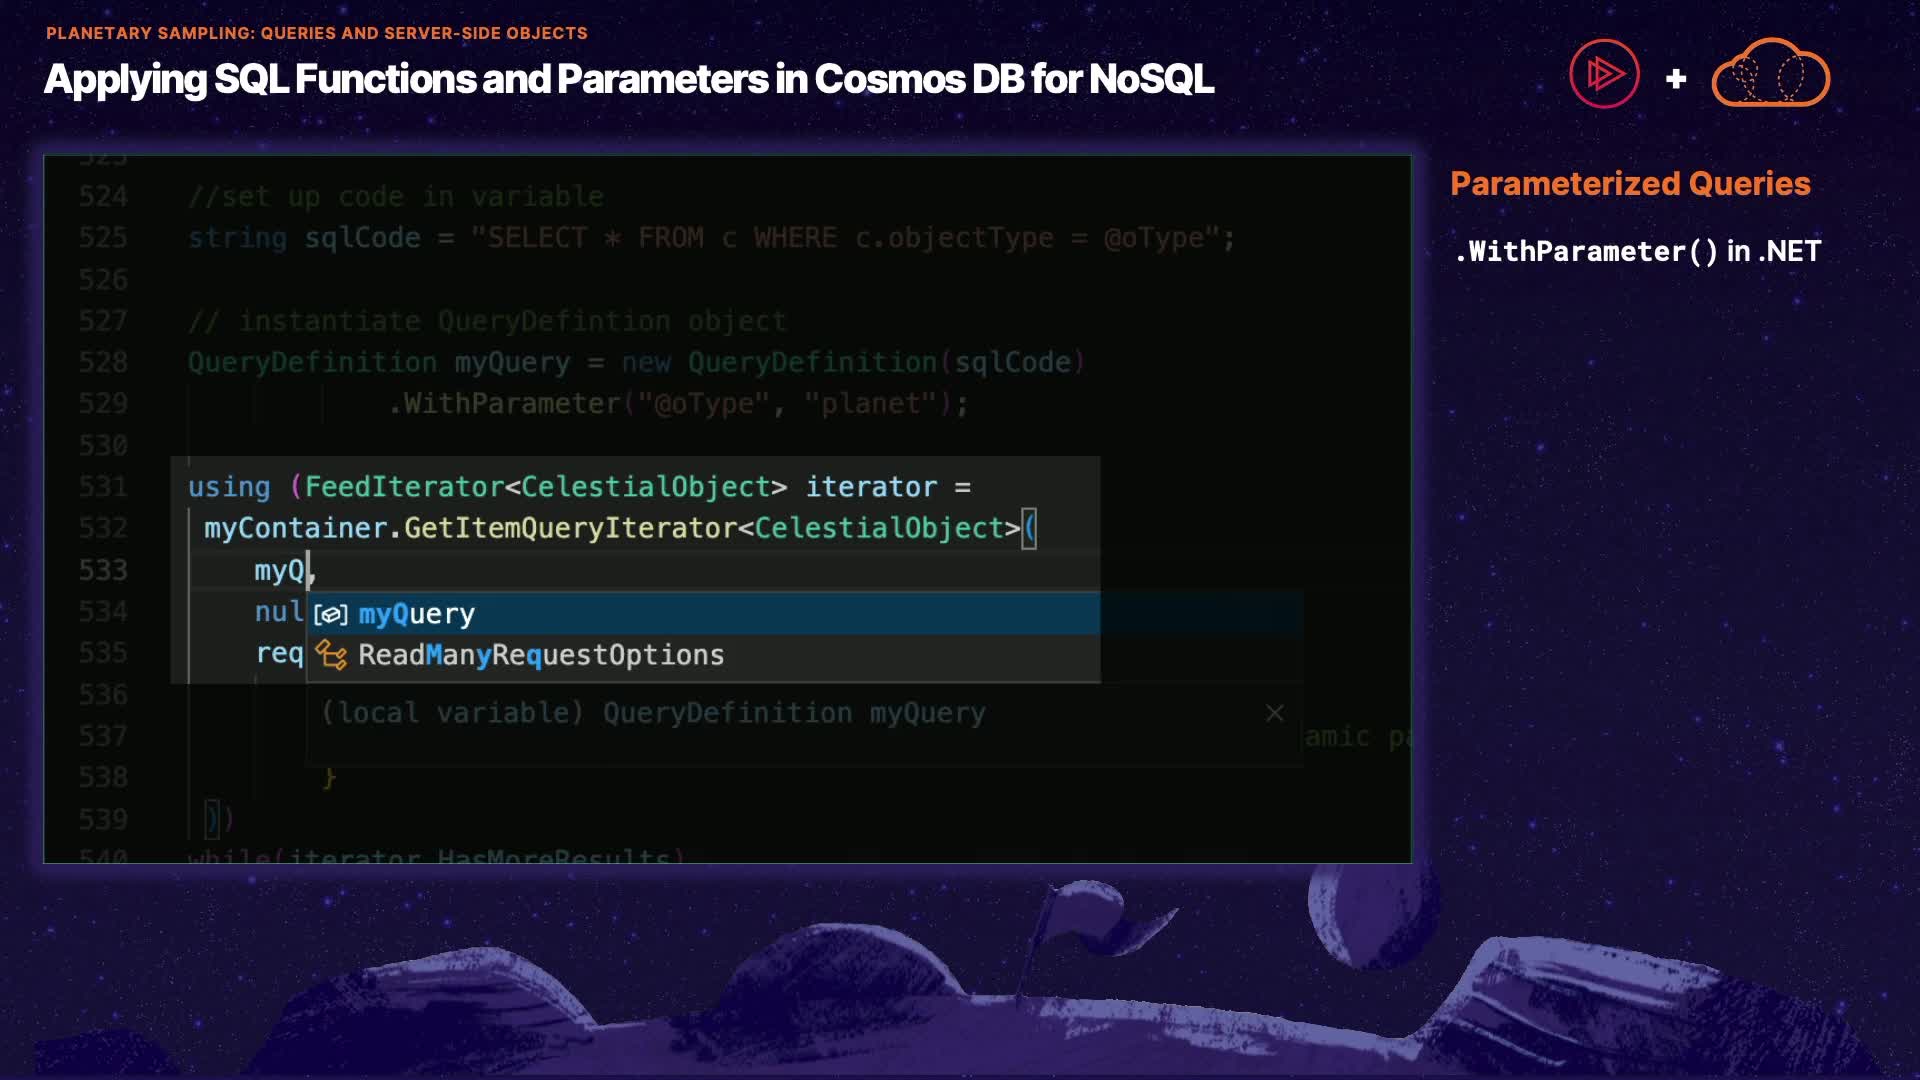 PLANETARY SAMPLING: QUERIES AND SERVER-SIDE OBJECTS
Applying SQL Functions and Parameters in Cosmos DB for NoSQL
+
523
524 //set up code in variable
525 string sqlCode = "SELECT * FROM c WHERE c.objectType = @oType";
526
527 // instantiate QueryDefintion object
528 QueryDefinition myQuery = new QueryDefinition(sqlCode)
529 .WithParameter("@oType", "planet");
530
531 using (FeedIterator<CelestialObject> iterator =
532 myContainer.GetItemQueryIterator<CelestialObject>(
533 myQ,
534 nul
myQuery
535 req
ReadManyRequestOptions
536
(local variable) QueryDefinition myQuery
537 amic pa
538 }
539 ))
540 while(iterator.HasMoreResults)
Parameterized Queries
.WithParameter() in .NET